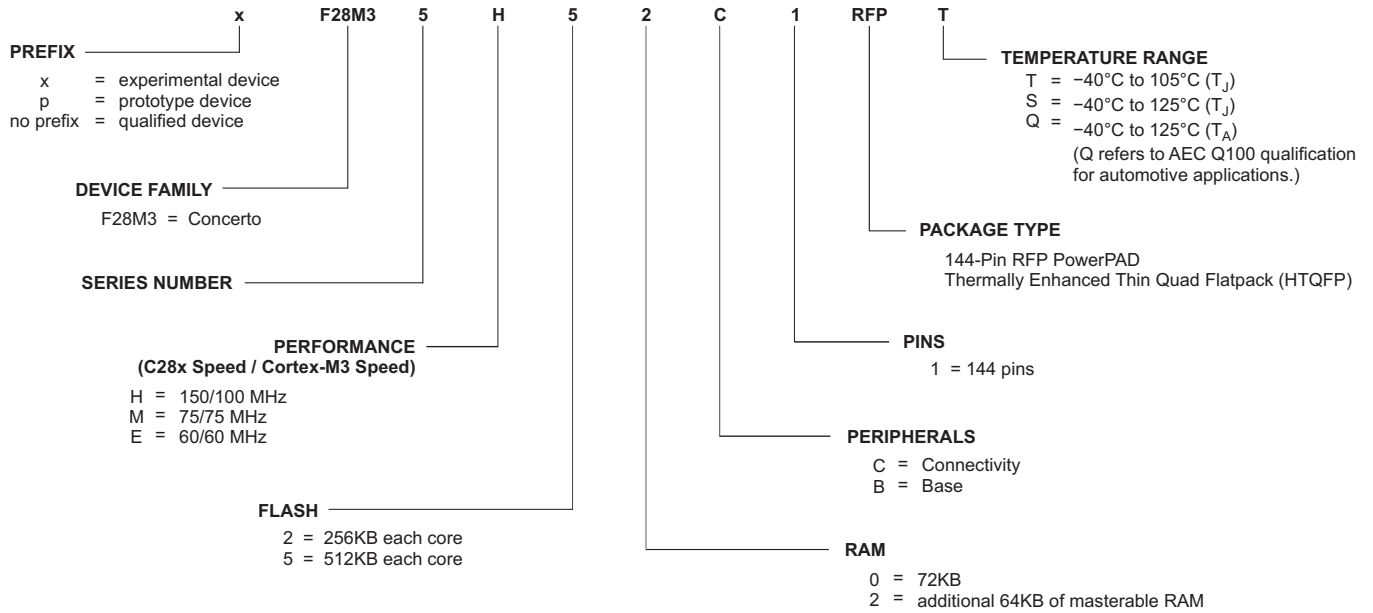 x F28M3 5 H 5 2 C 1 RFP T
PREFIX
x = experimental device
p = prototype device
no prefix = qualified device
DEVICE FAMILY
F28M3 = Concerto
SERIES NUMBER
PERFORMANCE
(C28x Speed / Cortex-M3 Speed)
H = 150/100 MHz
M = 75/75 MHz
E = 60/60 MHz
FLASH
2 = 256KB each core
5 = 512KB each core
TEMPERATURE RANGE
T = −40°C to 105°C (TJ)
S = −40°C to 125°C (TJ)
Q = −40°C to 125°C (TA)
(Q refers to AEC Q100 qualification
for automotive applications.)
PACKAGE TYPE
144-Pin RFP PowerPAD
Thermally Enhanced Thin Quad Flatpack (HTQFP)
PINS
1 = 144 pins
PERIPHERALS
C = Connectivity
B = Base
RAM
0 = 72KB
2 = additional 64KB of masterable RAM